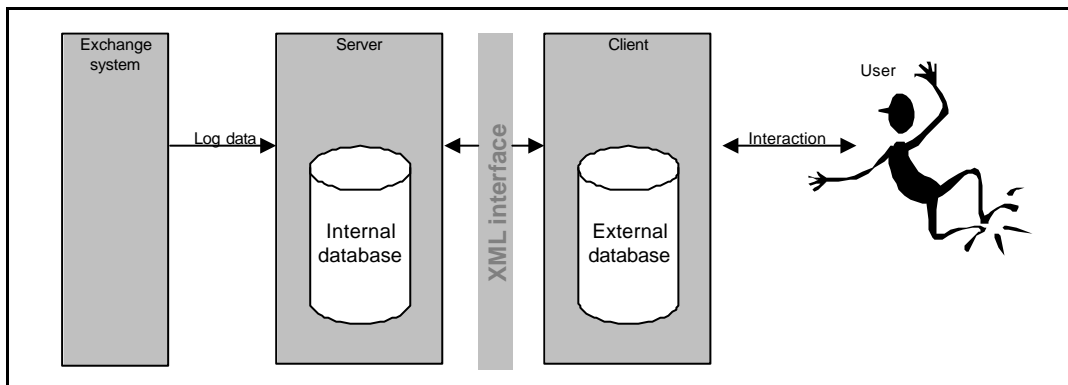 Exchange
system
Server
Client
User
Log data
XML interface
Interaction
Internal
database
External
database